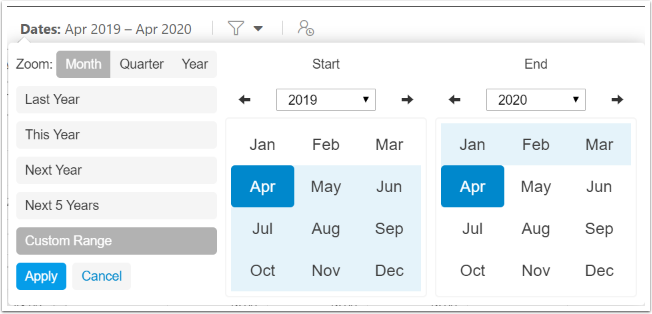 Dates: Apr 2019 – Apr 2020
Zoom: Month Quarter Year
Start
End
Last Year
This Year
Next Year
Next 5 Years
Custom Range
Apply Cancel
2019
Jan Feb Mar
Apr May Jun
Jul Aug Sep
Oct Nov Dec
2020
Jan Feb Mar
Apr May Jun
Jul Aug Sep
Oct Nov Dec